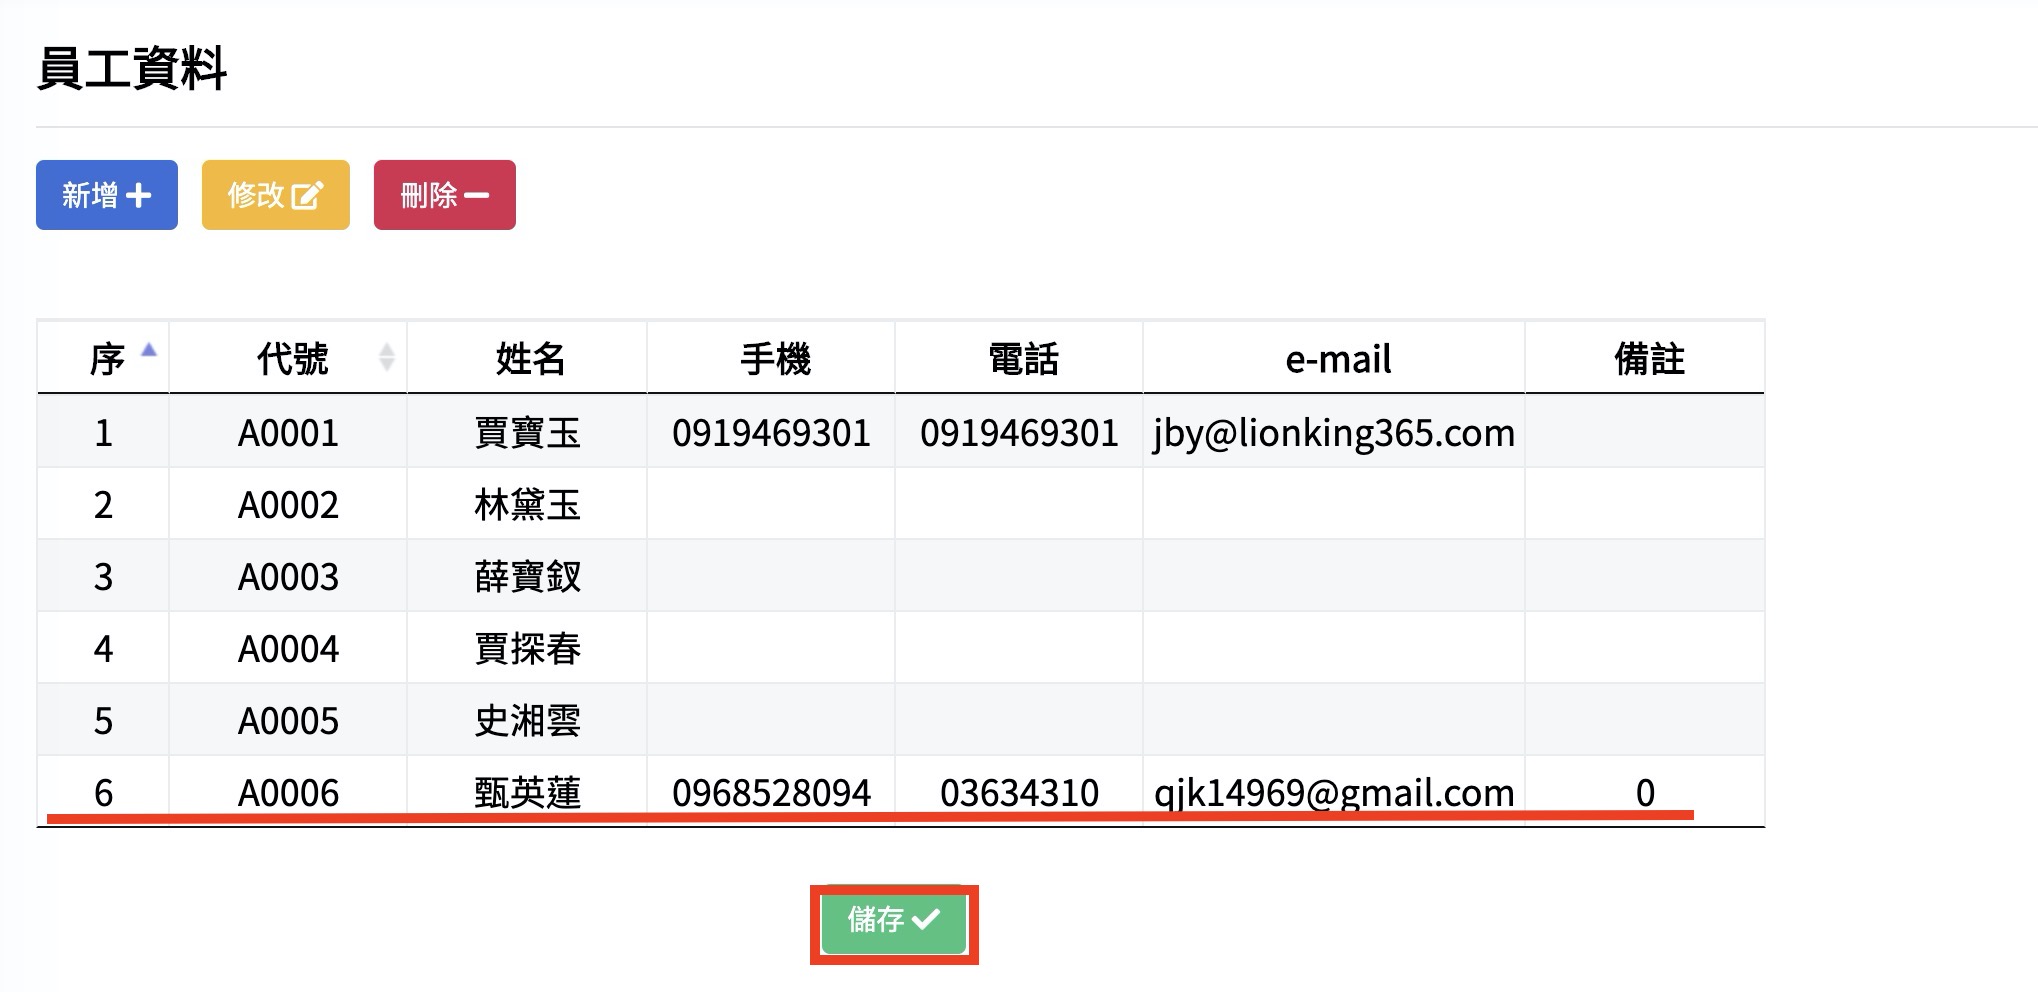 員工資料
新增 修改 刪除
序 代號 姓名 手機 電話 e-mail 備註
1 A0001 賈寶玉 0919469301 0919469301 jby@lionking365.com
2 A0002 林黛玉
3 A0003 薛寶釵
4 A0004 賈探春
5 A0005 史湘雲
6 A0006 甄英蓮 0968528094 03634310 qjk14969@gmail.com 0
儲存